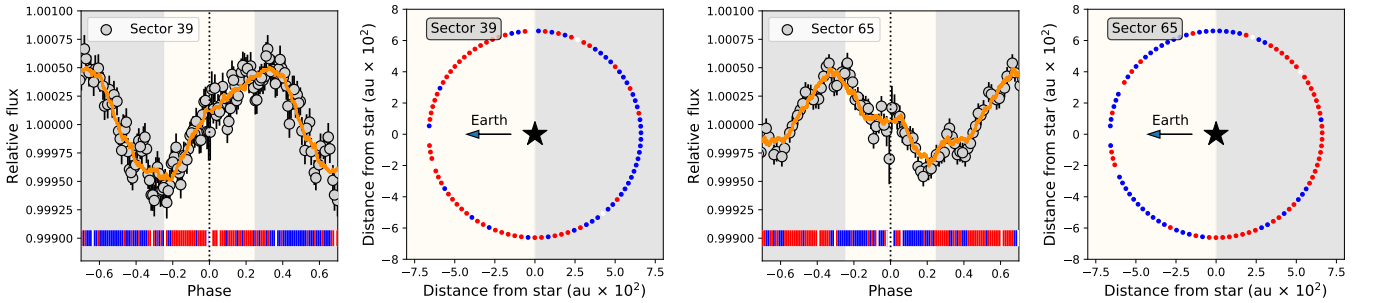 1.00100
1.00075
1.00050
1.00025
1.00000
0.99975
0.99950
0.99925
0.99900
Relative flux
Sector 39
−0.6 −0.4 −0.2 0.0 0.2 0.4 0.6
Phase
8
6
4
2
0
−2
−4
−6
−8
Distance from star (au × 10²)
Sector 39
Earth
−7.5 −5.0 −2.5 0.0 2.5 5.0 7.5
Distance from star (au × 10²)
1.00100
1.00075
1.00050
1.00025
1.00000
0.99975
0.99950
0.99925
0.99900
Relative flux
Sector 65
−0.6 −0.4 −0.2 0.0 0.2 0.4 0.6
Phase
8
6
4
2
0
−2
−4
−6
−8
Distance from star (au × 10²)
Sector 65
Earth
−7.5 −5.0 −2.5 0.0 2.5 5.0 7.5
Distance from star (au × 10²)